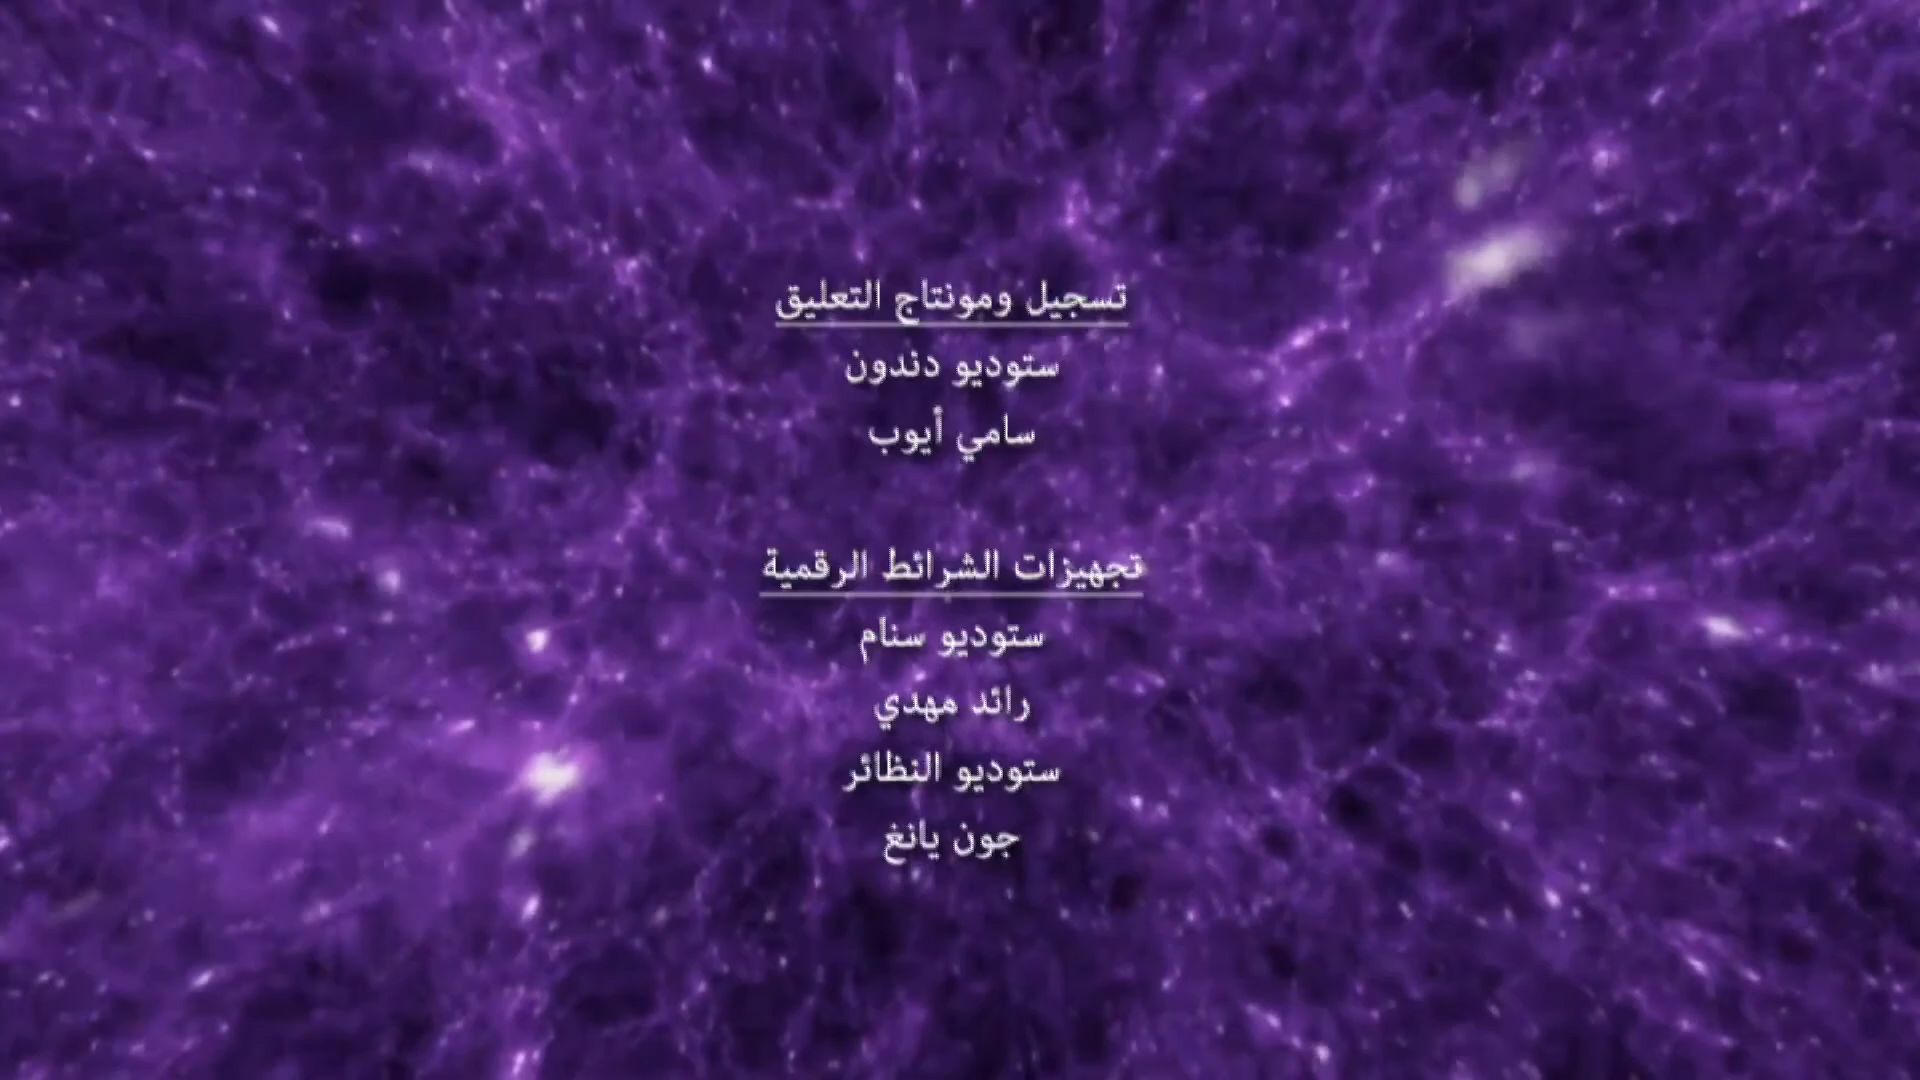 تسجيل ومونتاج التعليق
ستوديو دندون
سامي أيوب
تجهيزات الشرائط الرقمية
ستوديو سنام
رائد مهدي
ستوديو النظائر
جون يانغ